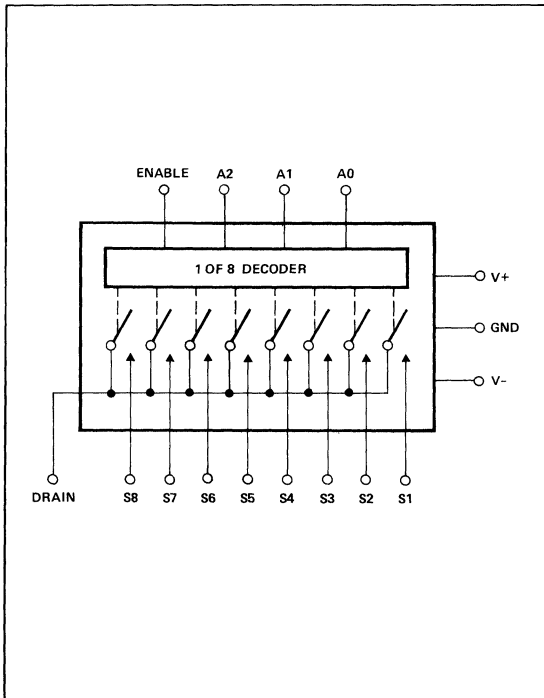 ENABLE A2 A1 A0
1 OF 8 DECODER
V+
GND
V-
DRAIN S8 S7 S6 S5 S4 S3 S2 S1